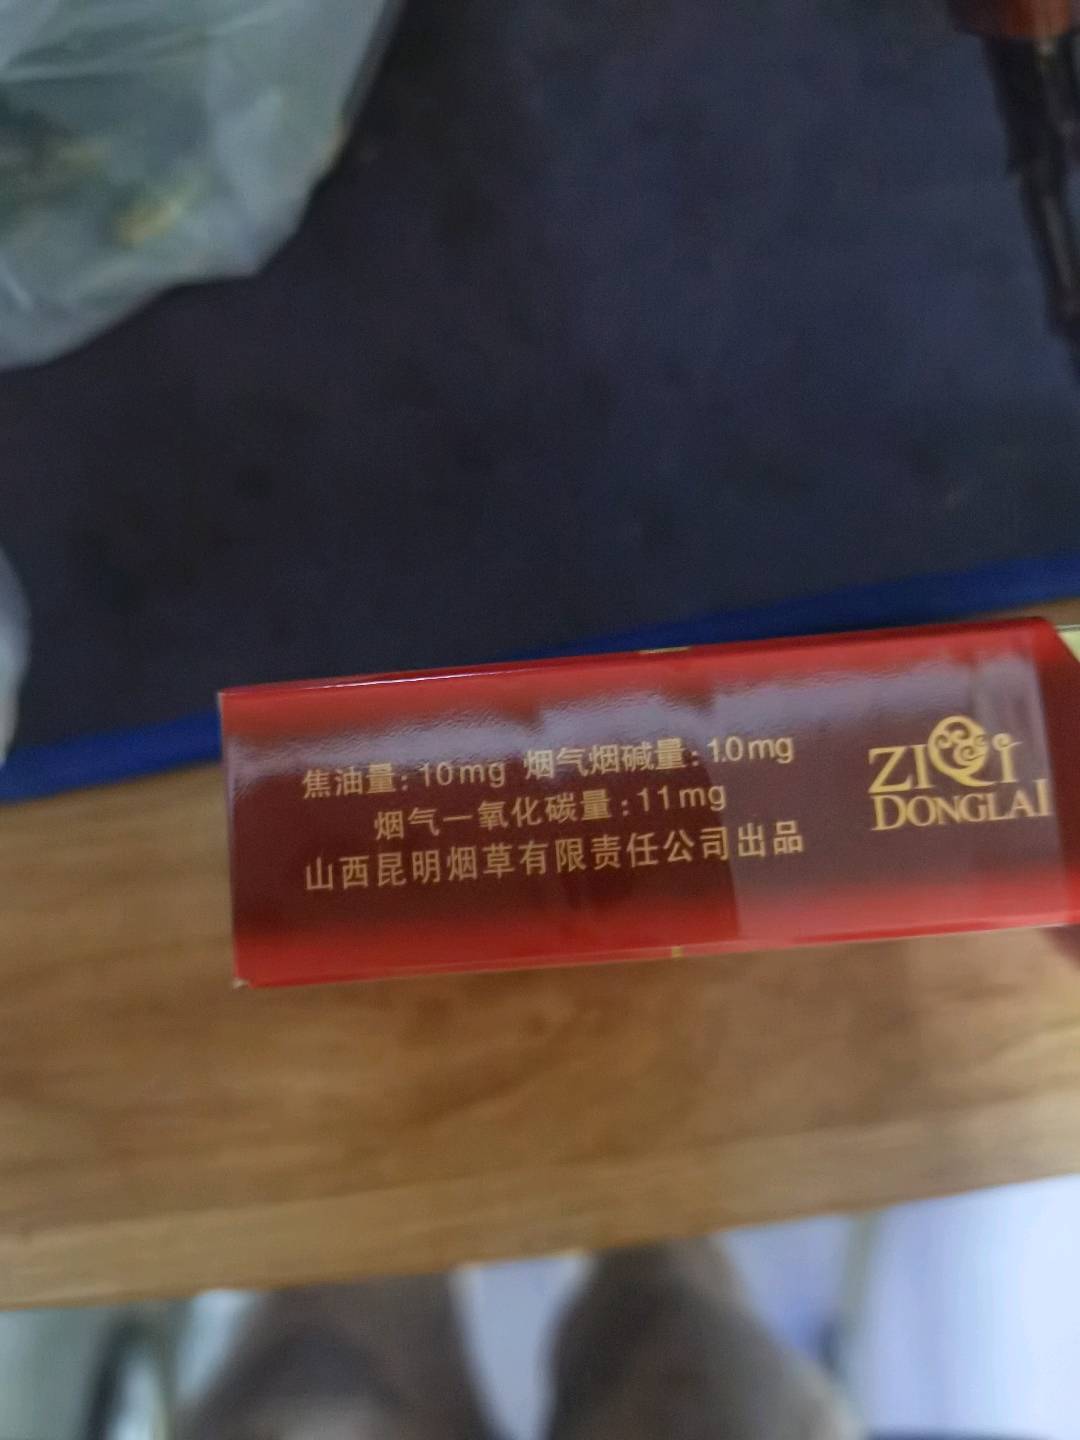 焦油量:10mg 烟气烟碱量:1.0mg
烟气一氧化碳量:11mg
山西昆明烟草有限责任公司出品
ZIQI
DONGLAI